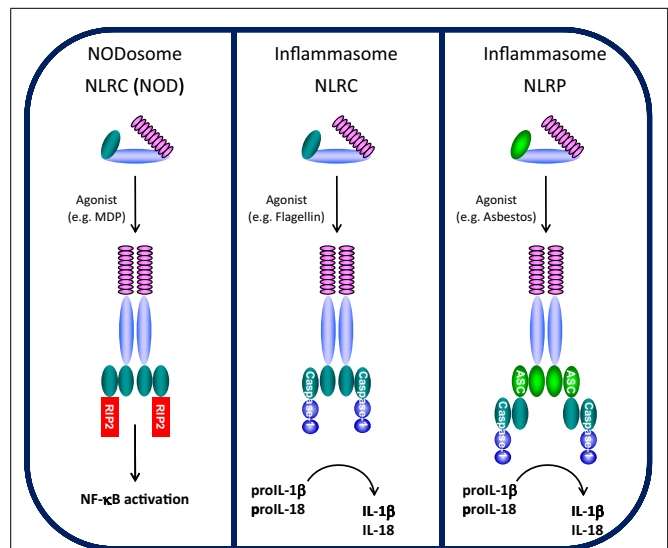 NODosome
NLRC (NOD)
Agonist
(e.g. MDP)
RIP2
RIP2
NF-κB activation
Inflammasome
NLRC
Agonist
(e.g. Flagellin)
Caspase-1
Caspase-1
proIL-1β
proIL-18
IL-1β
IL-18
Inflammasome
NLRP
Agonist
(e.g. Asbestos)
ASC
ASC
Caspase-1
Caspase-1
proIL-1β
proIL-18
IL-1β
IL-18